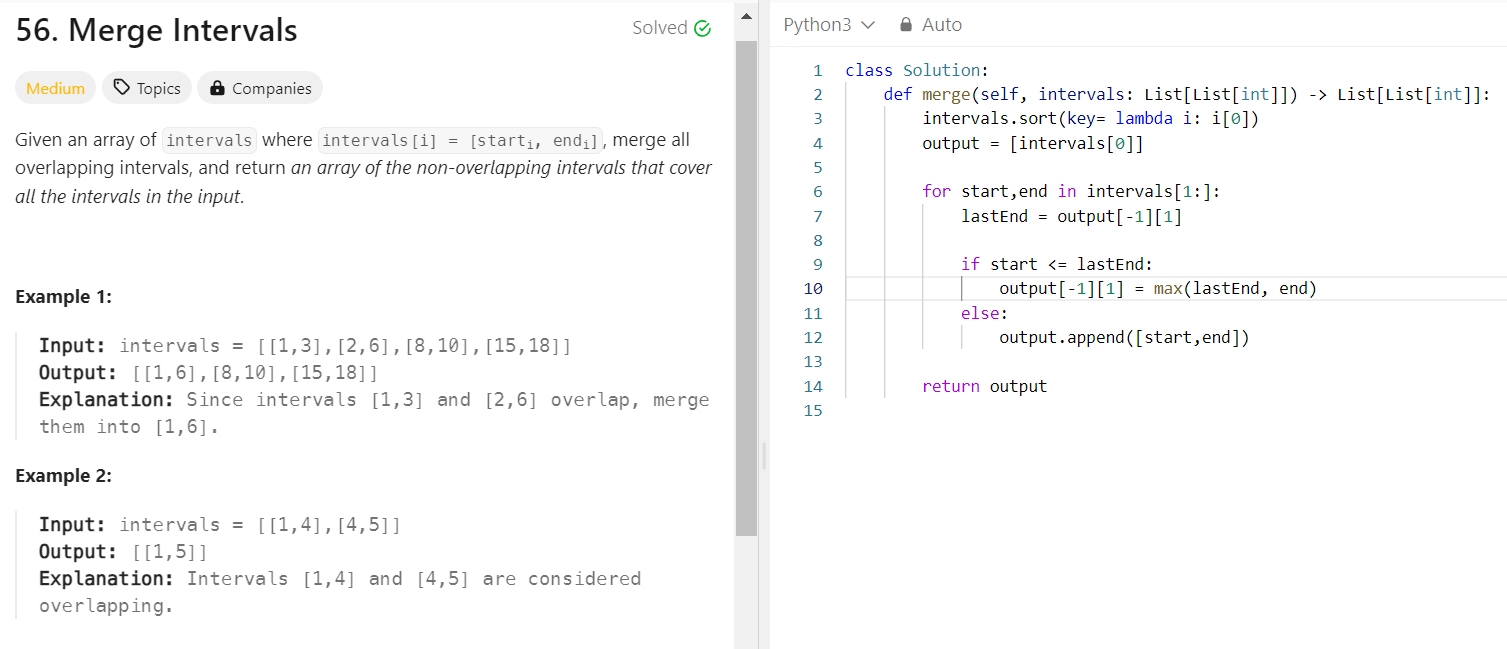 56. Merge Intervals
Solved
Medium
Topics
Companies
Given an array of intervals where intervals[i] = [starti, endi], merge all
overlapping intervals, and return an array of the non-overlapping intervals that cover
all the intervals in the input.
Example 1:
Input: intervals = [[1,3],[2,6],[8,10],[15,18]]
Output: [[1,6],[8,10],[15,18]]
Explanation: Since intervals [1,3] and [2,6] overlap, merge
them into [1,6].
Example 2:
Input: intervals = [[1,4],[4,5]]
Output: [[1,5]]
Explanation: Intervals [1,4] and [4,5] are considered
overlapping.
Python3
Auto
1 class Solution:
2     def merge(self, intervals: List[List[int]]) -> List[List[int]]:
3         intervals.sort(key= lambda i: i[0])
4         output = [intervals[0]]
5
6         for start,end in intervals[1:]:
7             lastEnd = output[-1][1]
8
9             if start <= lastEnd:
10                 output[-1][1] = max(lastEnd, end)
11             else:
12                 output.append([start,end])
13
14         return output
15